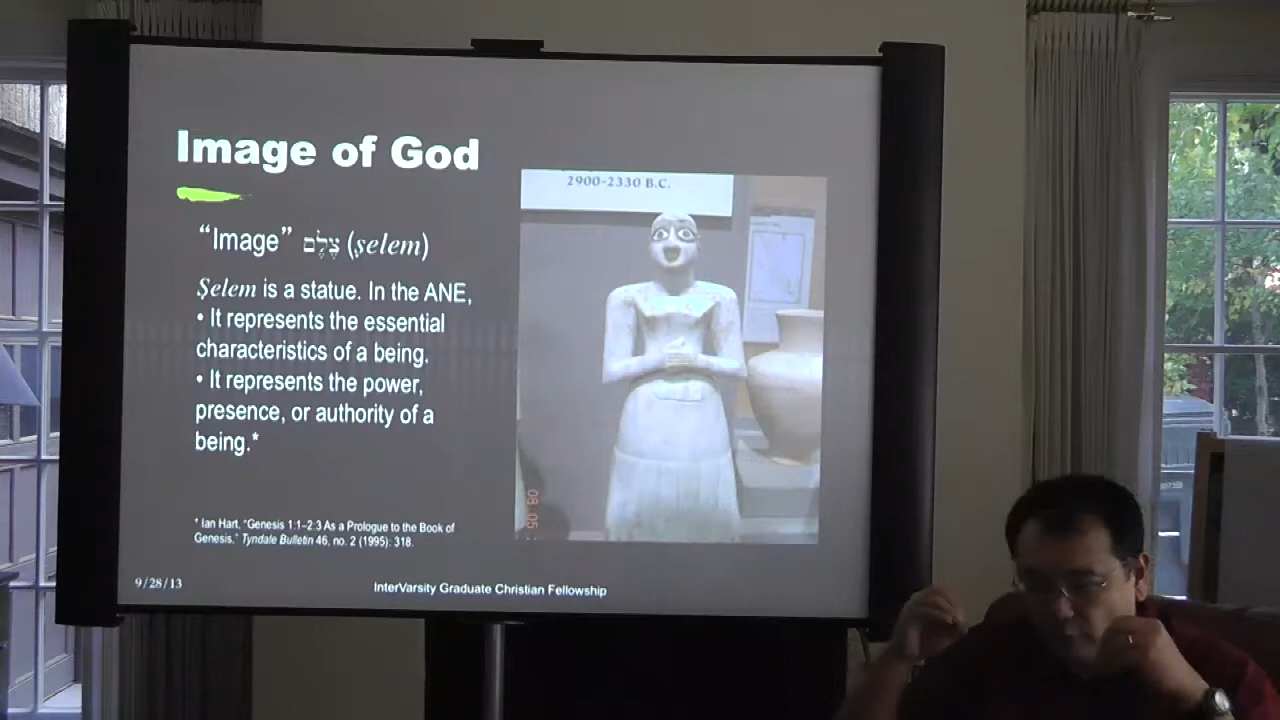 Image of God
2900-2330 B.C.
“Image” צֶלֶם (ṣelem)
Ṣelem is a statue. In the ANE,
• It represents the essential
characteristics of a being.
• It represents the power,
presence, or authority of a
being.*
* Ian Hart, “Genesis 1:1–2:3 As a Prologue to the Book of
Genesis,” Tyndale Bulletin 46, no. 2 (1995): 318.
9/28/13
InterVarsity Graduate Christian Fellowship